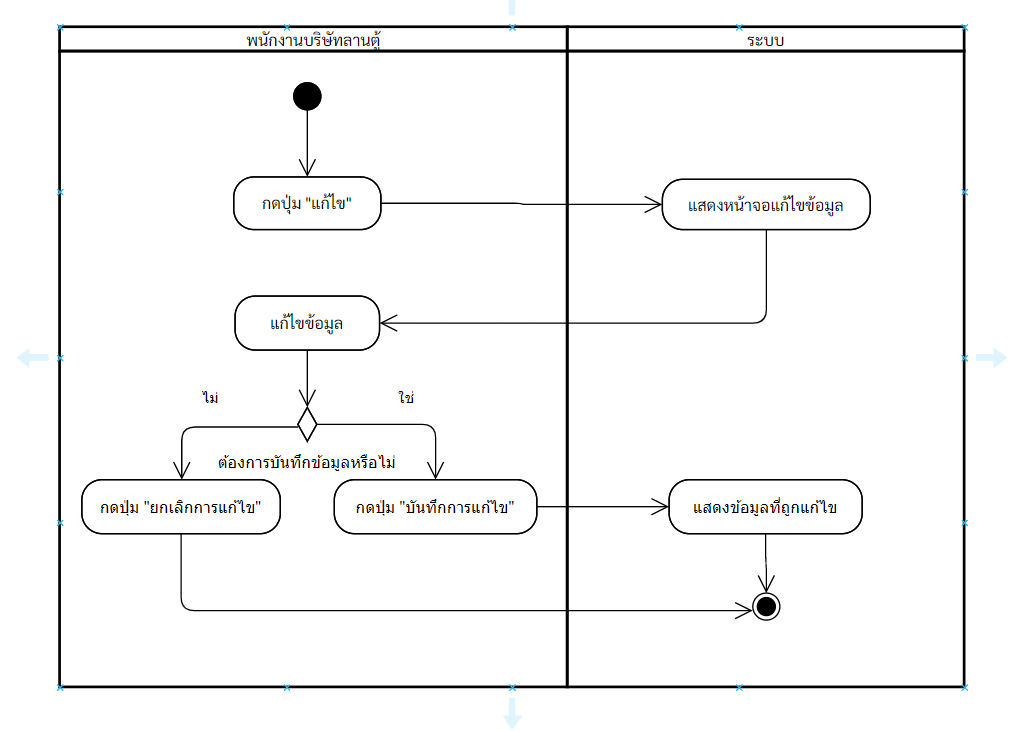 พนักงานบริษัทลานตู้
ระบบ
กดปุ่ม "แก้ไข"
แสดงหน้าจอแก้ไขข้อมูล
แก้ไขข้อมูล
ไม่
ใช่
ต้องการบันทึกข้อมูลหรือไม่
กดปุ่ม "ยกเลิกการแก้ไข"
กดปุ่ม "บันทึกการแก้ไข"
แสดงข้อมูลที่ถูกแก้ไข